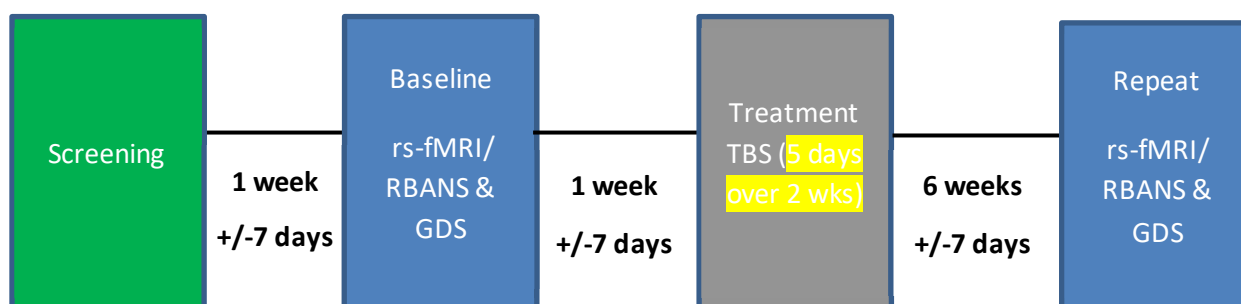 Screening
1 week
+/-7 days
Baseline
rs-fMRI/
RBANS &
GDS
1 week
+/-7 days
Treatment
TBS (5 days
over 2 wks)
6 weeks
+/-7 days
Repeat
rs-fMRI/
RBANS &
GDS